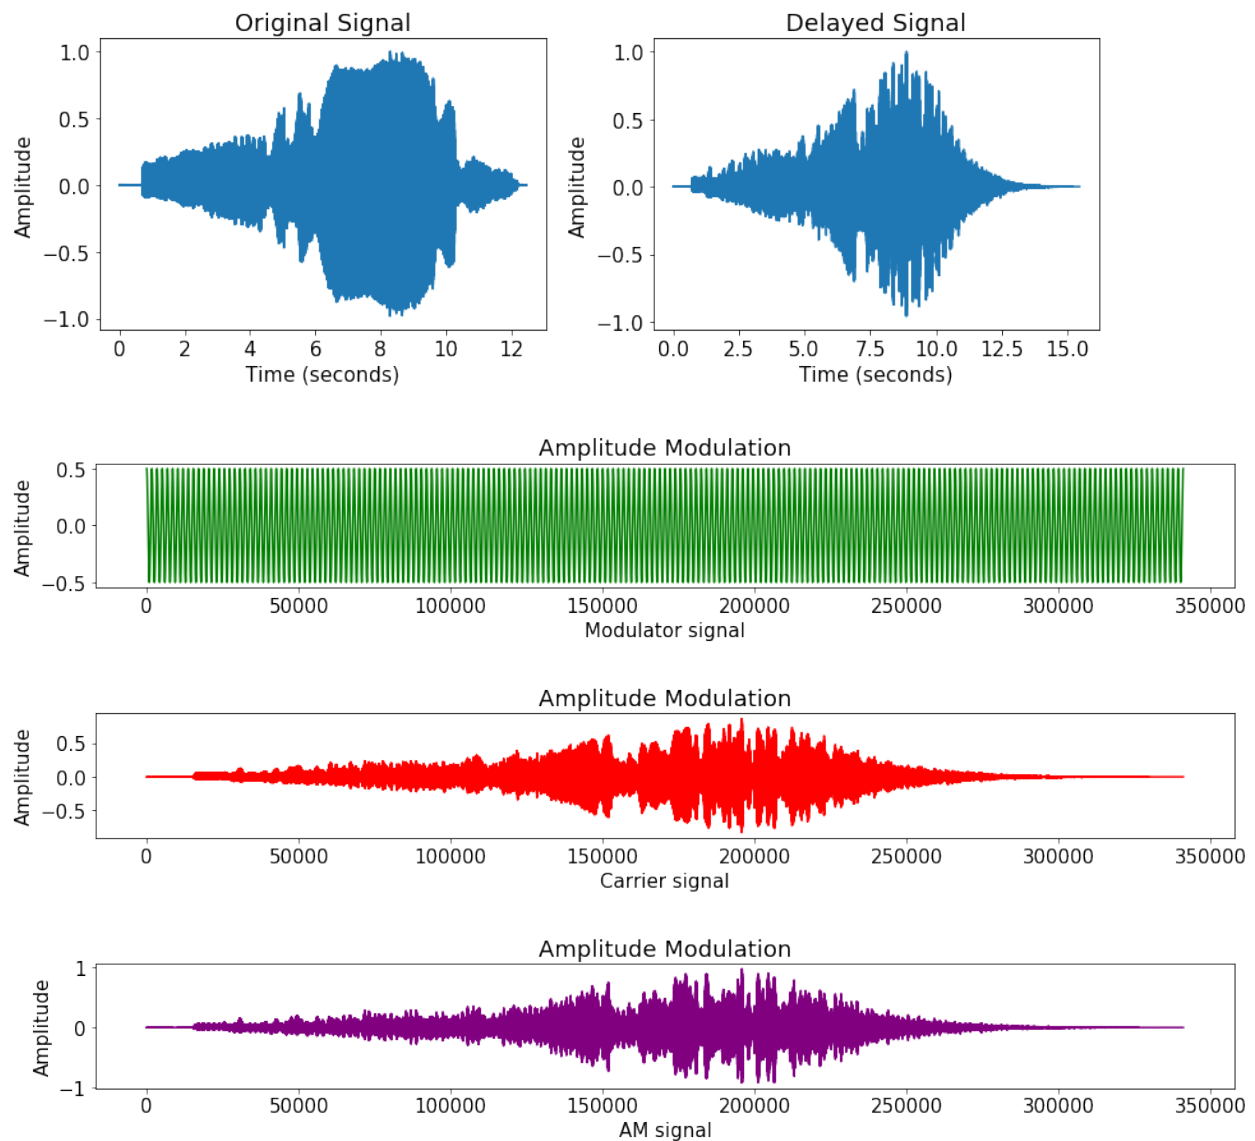 Original Signal
Delayed Signal
Amplitude
1.0
0.5
0.0
−0.5
−1.0
0 2 4 6 8 10 12
Time (seconds)
Amplitude
1.0
0.5
0.0
−0.5
−1.0
0.0 2.5 5.0 7.5 10.0 12.5 15.0
Time (seconds)
Amplitude Modulation
Amplitude
0.5
0.0
−0.5
0 50000 100000 150000 200000 250000 300000 350000
Modulator signal
Amplitude Modulation
Amplitude
0.5
0.0
−0.5
0 50000 100000 150000 200000 250000 300000 350000
Carrier signal
Amplitude Modulation
Amplitude
1
0
−1
0 50000 100000 150000 200000 250000 300000 350000
AM signal